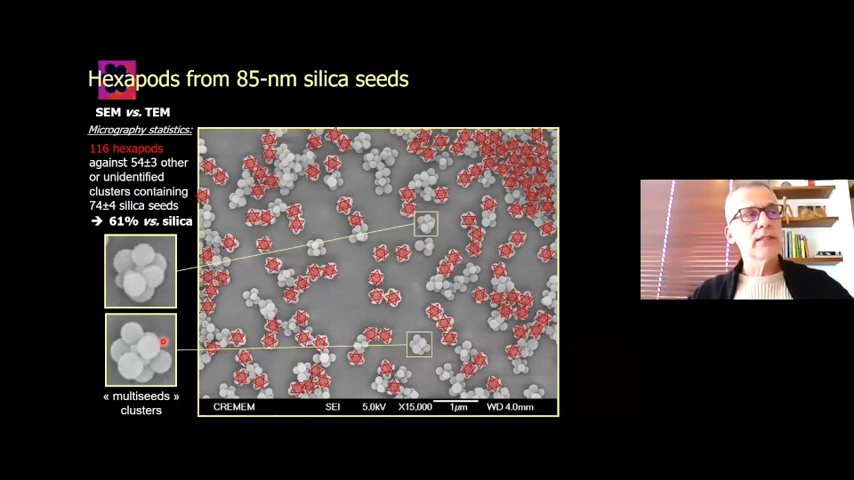 Hexapods from 85-nm silica seeds
SEM vs. TEM
Micrography statistics:
116 hexapods
against 54±3 other
or unidentified
clusters containing
74±4 silica seeds
➔ 61% vs. silica
« multiseeds »
clusters
CREMEM SEI 5.0kV X15,000 1µm WD 4.0mm